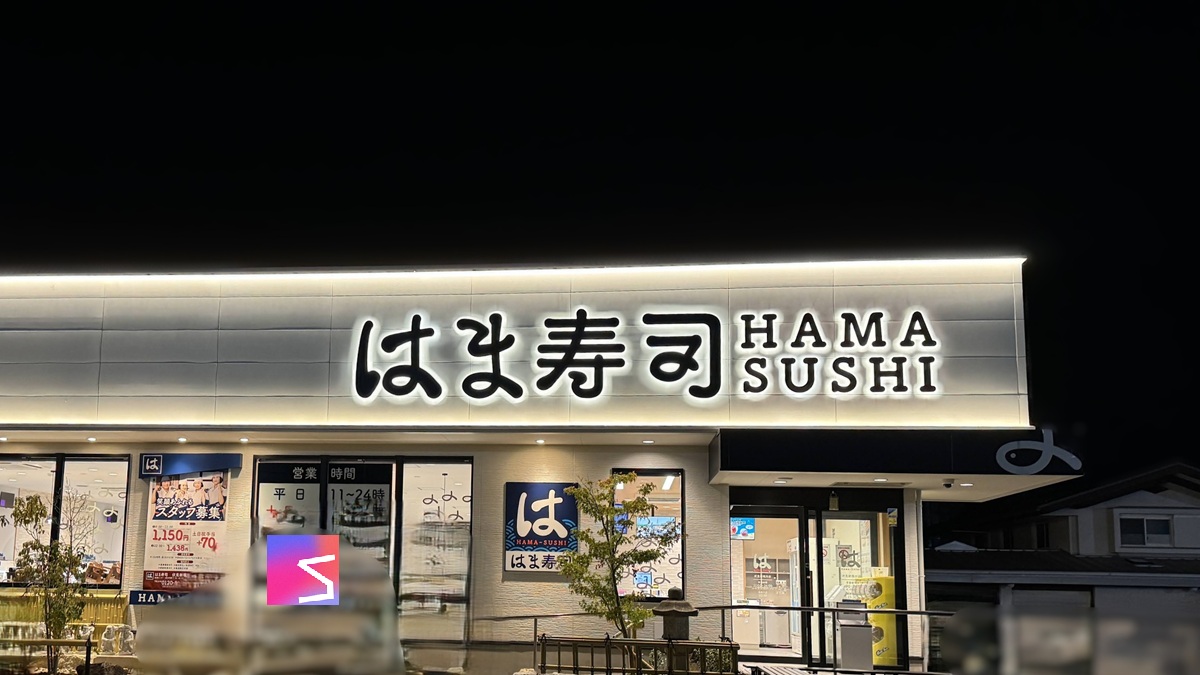 はま寿司
HAMA
SUSHI
営業 時間
平日 11~24時
は
スタッフ募集
1,150円
1,438円
+70
は
HAMA-SUSHI
はま寿
HAM